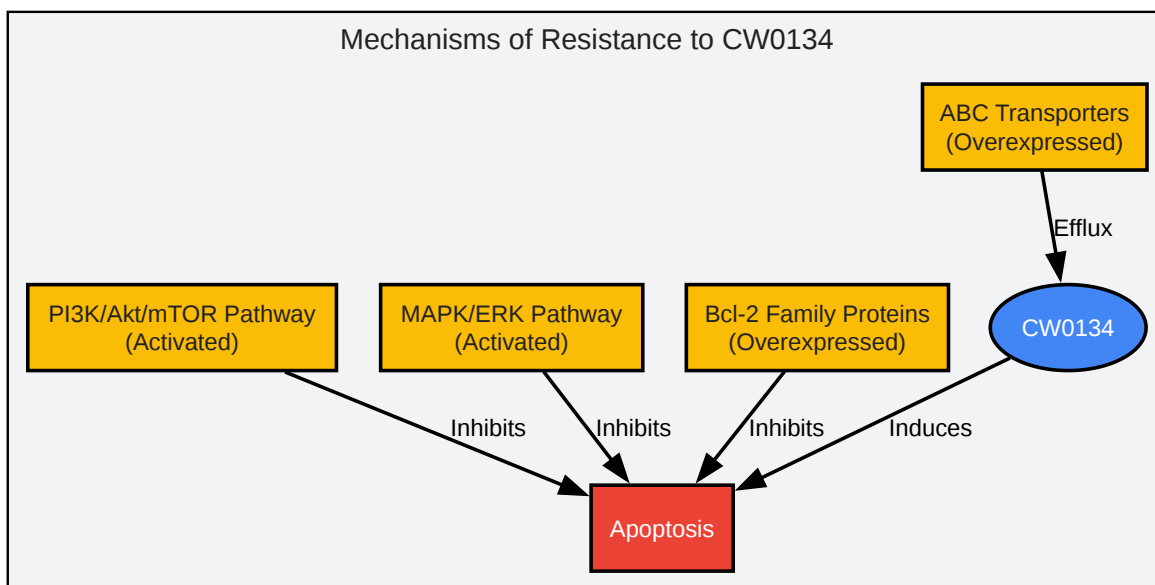 Mechanisms of Resistance to CW0134
ABC Transporters
(Overexpressed)
Efflux
PI3K/Akt/mTOR Pathway
(Activated)
MAPK/ERK Pathway
(Activated)
Bcl-2 Family Proteins
(Overexpressed)
CW0134
Inhibits
Inhibits
Inhibits
Induces
Apoptosis